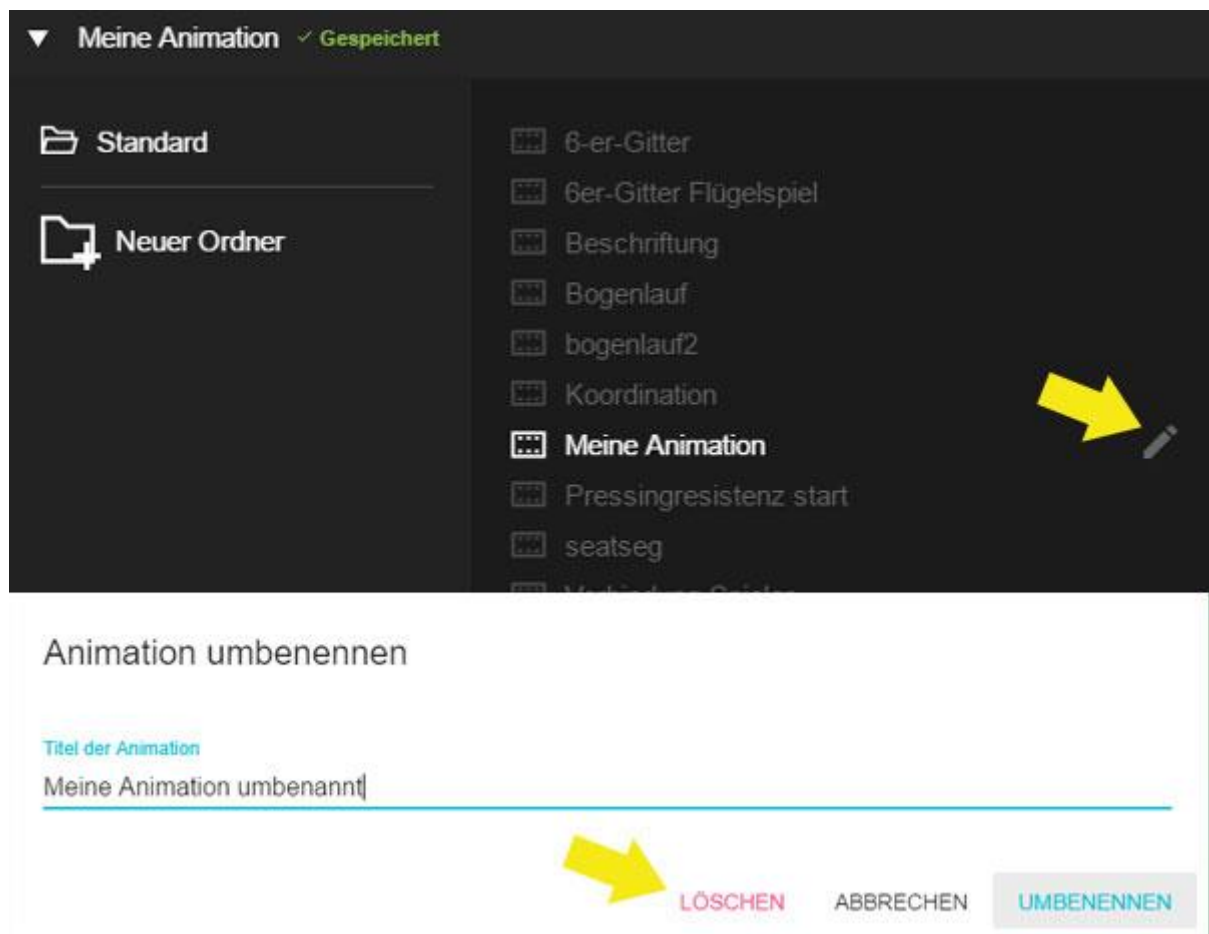 Meine Animation ✓ Gespeichert
Standard
Neuer Ordner
6-er-Gitter
6er-Gitter Flügelspiel
Beschriftung
Bogenlauf
bogenlauf2
Koordination
Meine Animation
Pressingresistenz start
seatseg
Animation umbenennen
Titel der Animation
Meine Animation umbenannt
LÖSCHEN ABBRECHEN UMBENENNEN